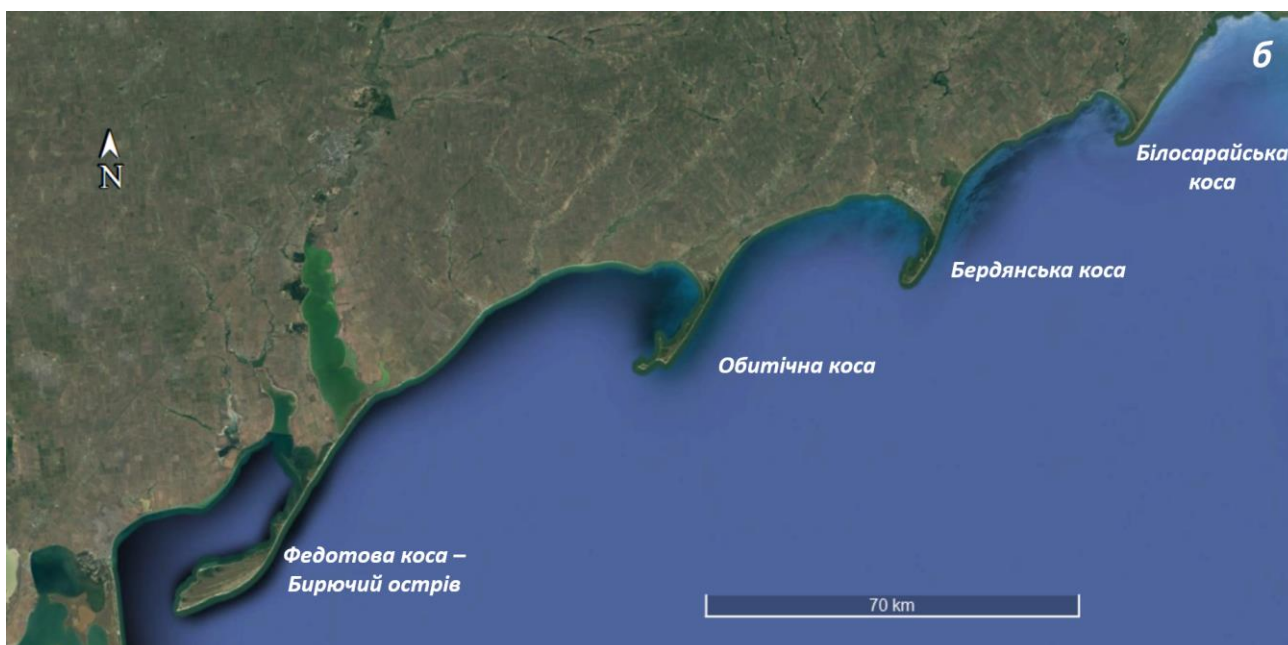 б
N
Білосарайська
коса
Бердянська коса
Обитічна коса
Федотова коса –
Бирючий острів
70 km